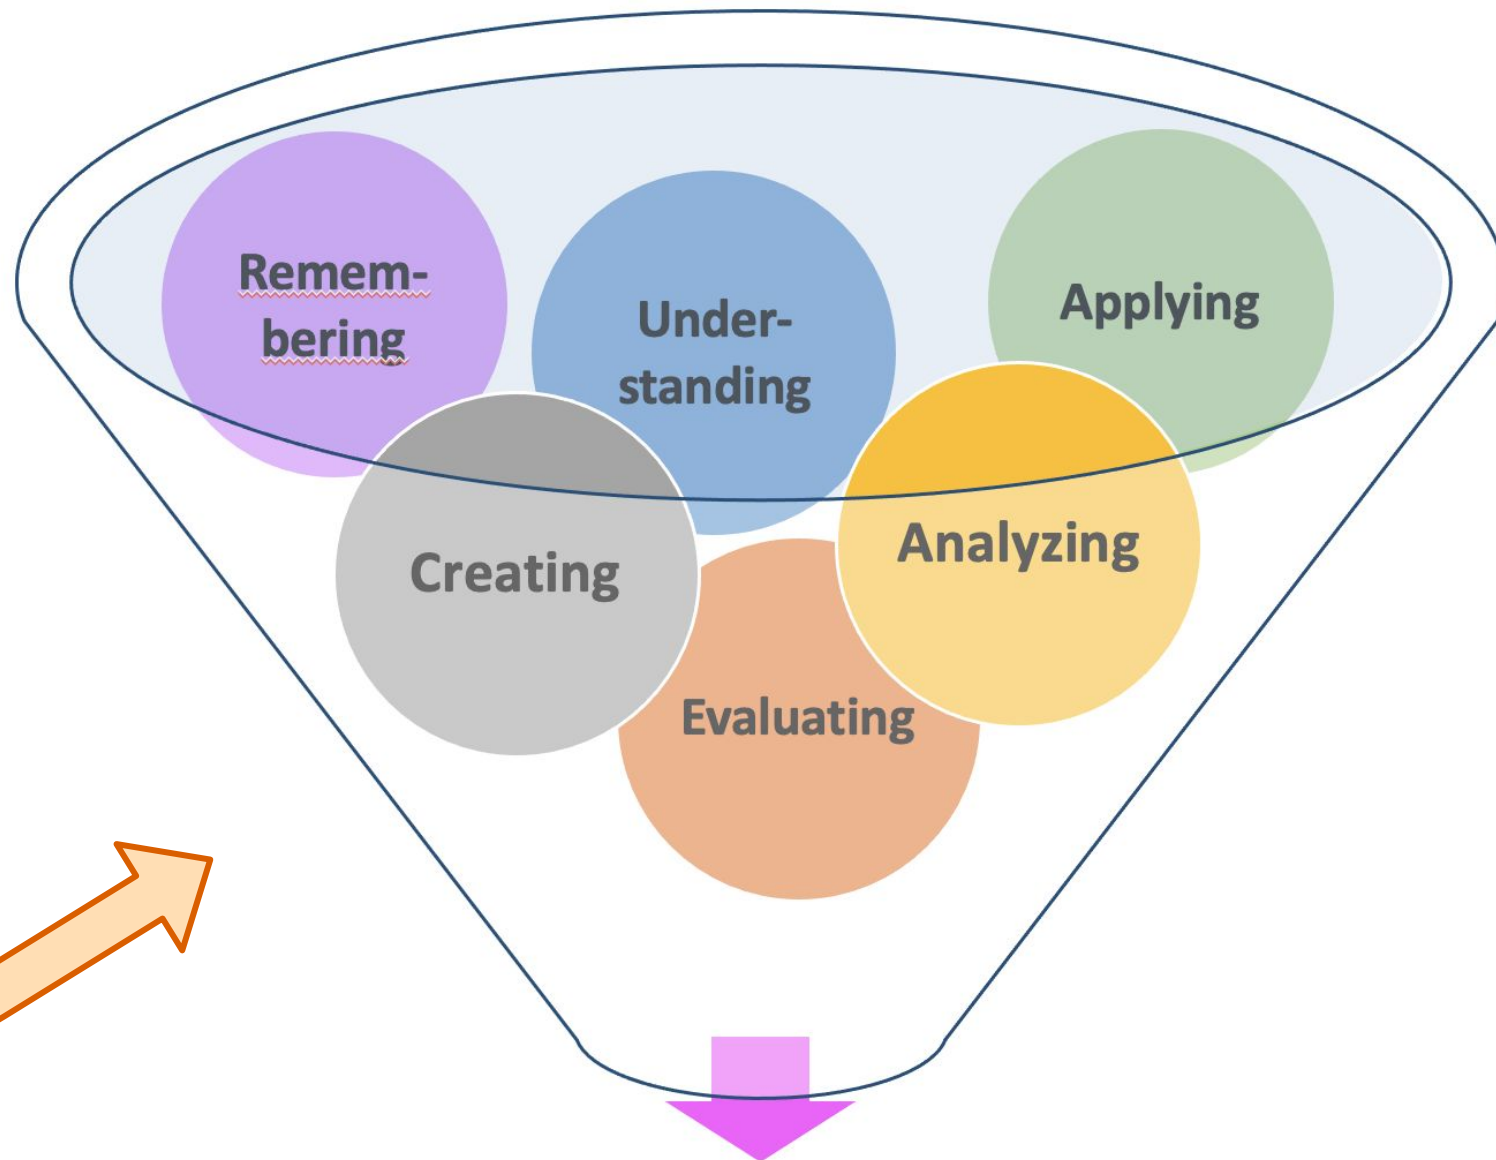 Remem-
bering
Under-
standing
Applying
Creating
Analyzing
Evaluating